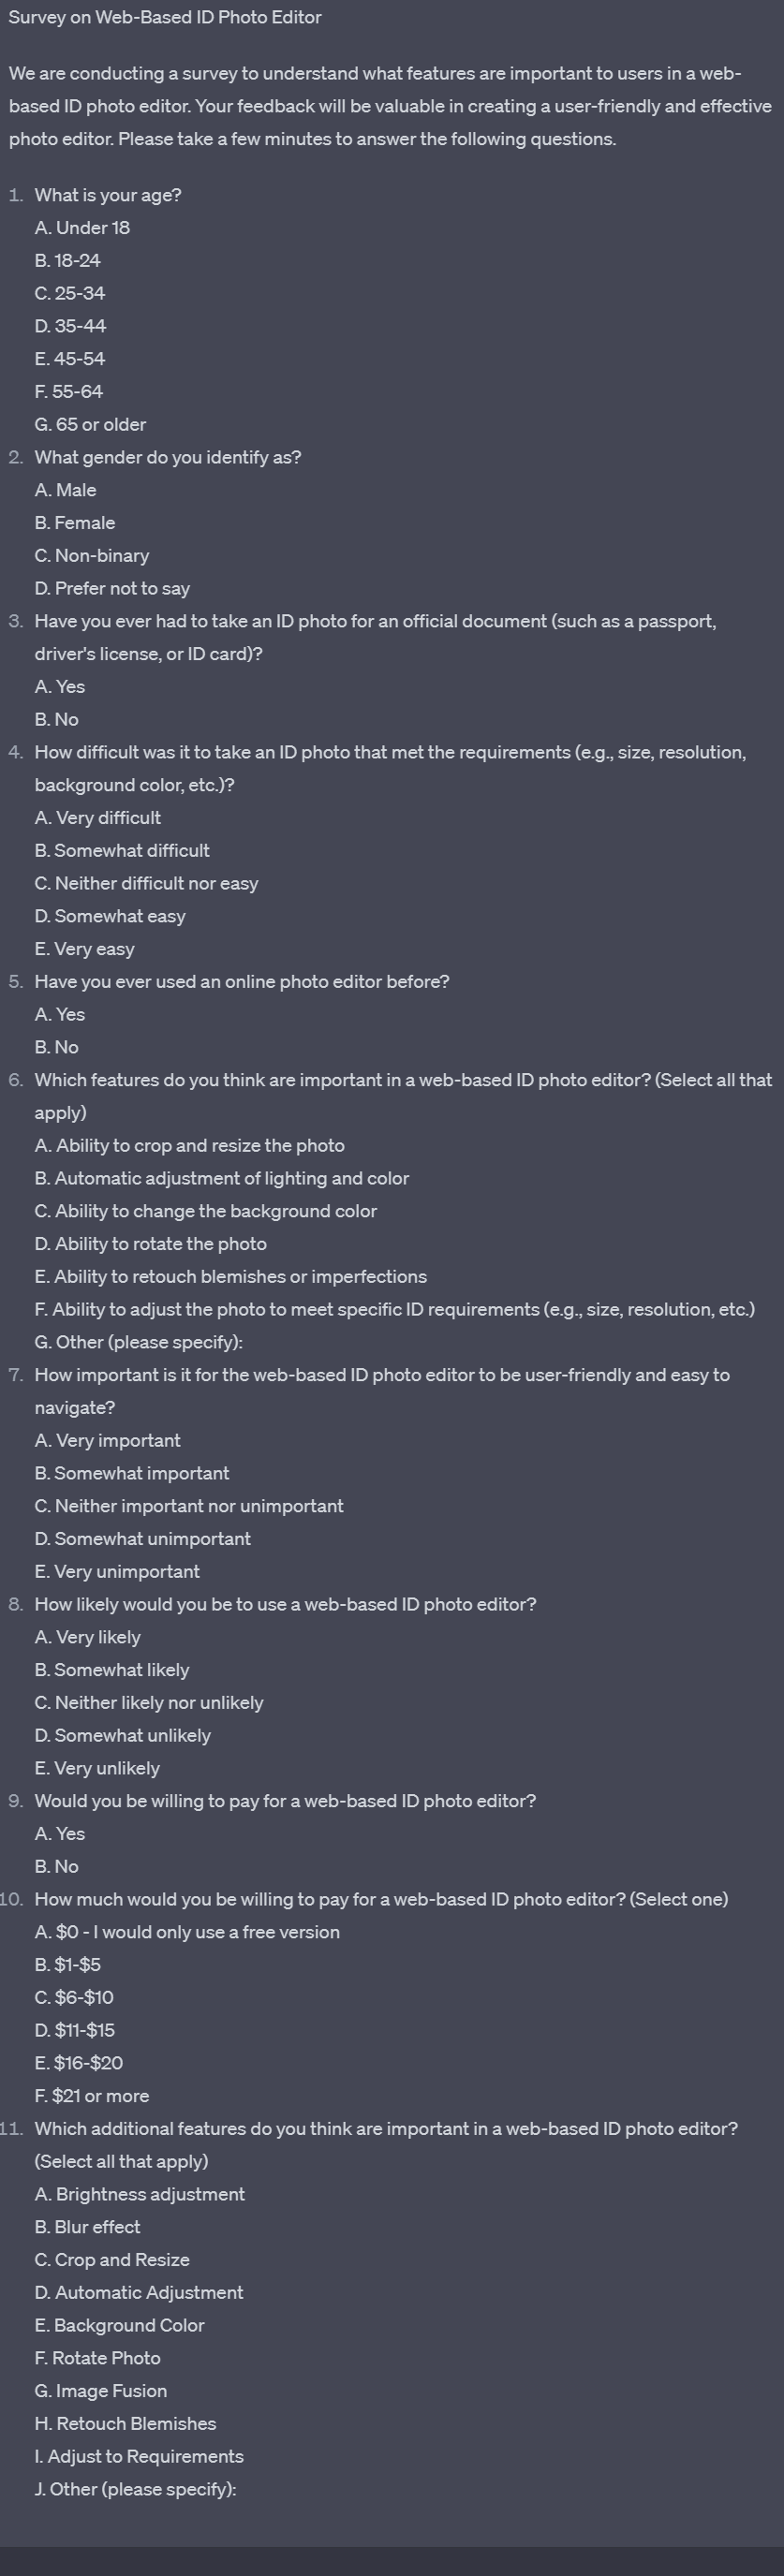 Survey on Web-Based ID Photo Editor
We are conducting a survey to understand what features are important to users in a web-
based ID photo editor. Your feedback will be valuable in creating a user-friendly and effective
photo editor. Please take a few minutes to answer the following questions.
1. What is your age?
A. Under 18
B. 18-24
C. 25-34
D. 35-44
E. 45-54
F. 55-64
G. 65 or older
2. What gender do you identify as?
A. Male
B. Female
C. Non-binary
D. Prefer not to say
3. Have you ever had to take an ID photo for an official document (such as a passport,
driver's license, or ID card)?
A. Yes
B. No
4. How difficult was it to take an ID photo that met the requirements (e.g., size, resolution,
background color, etc.)?
A. Very difficult
B. Somewhat difficult
C. Neither difficult nor easy
D. Somewhat easy
E. Very easy
5. Have you ever used an online photo editor before?
A. Yes
B. No
6. Which features do you think are important in a web-based ID photo editor? (Select all that
apply)
A. Ability to crop and resize the photo
B. Automatic adjustment of lighting and color
C. Ability to change the background color
D. Ability to rotate the photo
E. Ability to retouch blemishes or imperfections
F. Ability to adjust the photo to meet specific ID requirements (e.g., size, resolution, etc.)
G. Other (please specify):
7. How important is it for the web-based ID photo editor to be user-friendly and easy to
navigate?
A. Very important
B. Somewhat important
C. Neither important nor unimportant
D. Somewhat unimportant
E. Very unimportant
8. How likely would you be to use a web-based ID photo editor?
A. Very likely
B. Somewhat likely
C. Neither likely nor unlikely
D. Somewhat unlikely
E. Very unlikely
9. Would you be willing to pay for a web-based ID photo editor?
A. Yes
B. No
10. How much would you be willing to pay for a web-based ID photo editor? (Select one)
A. $0 - I would only use a free version
B. $1-$5
C. $6-$10
D. $11-$15
E. $16-$20
F. $21 or more
11. Which additional features do you think are important in a web-based ID photo editor?
(Select all that apply)
A. Brightness adjustment
B. Blur effect
C. Crop and Resize
D. Automatic Adjustment
E. Background Color
F. Rotate Photo
G. Image Fusion
H. Retouch Blemishes
I. Adjust to Requirements
J. Other (please specify):